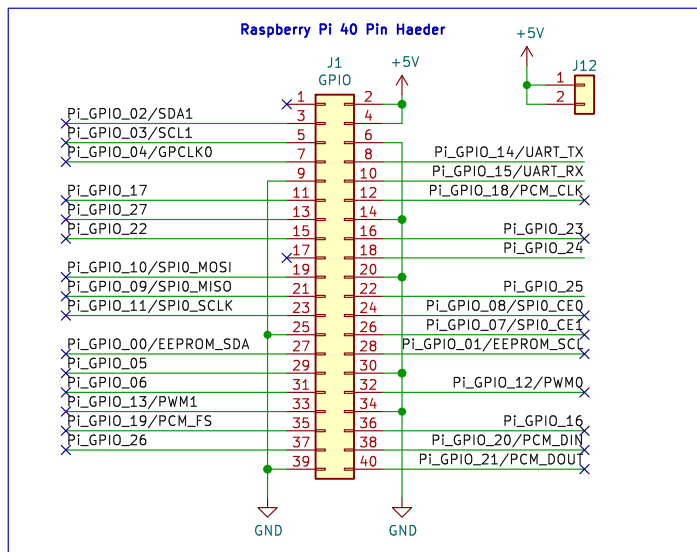 Raspberry Pi 40 Pin Haeder
J1
GPIO
+5V
+5V
J12
1
2
1 2
Pi_GPIO_02/SDA1 3 4
Pi_GPIO_03/SCL1 5 6
Pi_GPIO_04/GPCLK0 7 8 Pi_GPIO_14/UART_TX
9 10 Pi_GPIO_15/UART_RX
Pi_GPIO_17 11 12 Pi_GPIO_18/PCM_CLK
Pi_GPIO_27 13 14
Pi_GPIO_22 15 16 Pi_GPIO_23
17 18 Pi_GPIO_24
Pi_GPIO_10/SPI0_MOSI 19 20
Pi_GPIO_09/SPI0_MISO 21 22 Pi_GPIO_25
Pi_GPIO_11/SPI0_SCLK 23 24 Pi_GPIO_08/SPI0_CE0
25 26 Pi_GPIO_07/SPI0_CE1
Pi_GPIO_00/EEPROM_SDA 27 28 Pi_GPIO_01/EEPROM_SCL
Pi_GPIO_05 29 30
Pi_GPIO_06 31 32 Pi_GPIO_12/PWM0
Pi_GPIO_13/PWM1 33 34
Pi_GPIO_19/PCM_FS 35 36 Pi_GPIO_16
Pi_GPIO_26 37 38 Pi_GPIO_20/PCM_DIN
39 40 Pi_GPIO_21/PCM_DOUT
GND
GND